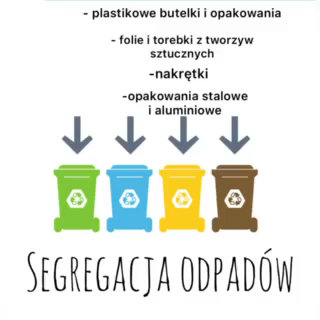 - plastikowe butelki i opakowania
- folie i torebki z tworzyw
sztucznych
-nakrętki
-opakowania stalowe
i aluminiowe
SEGREGACJA ODPADÓW